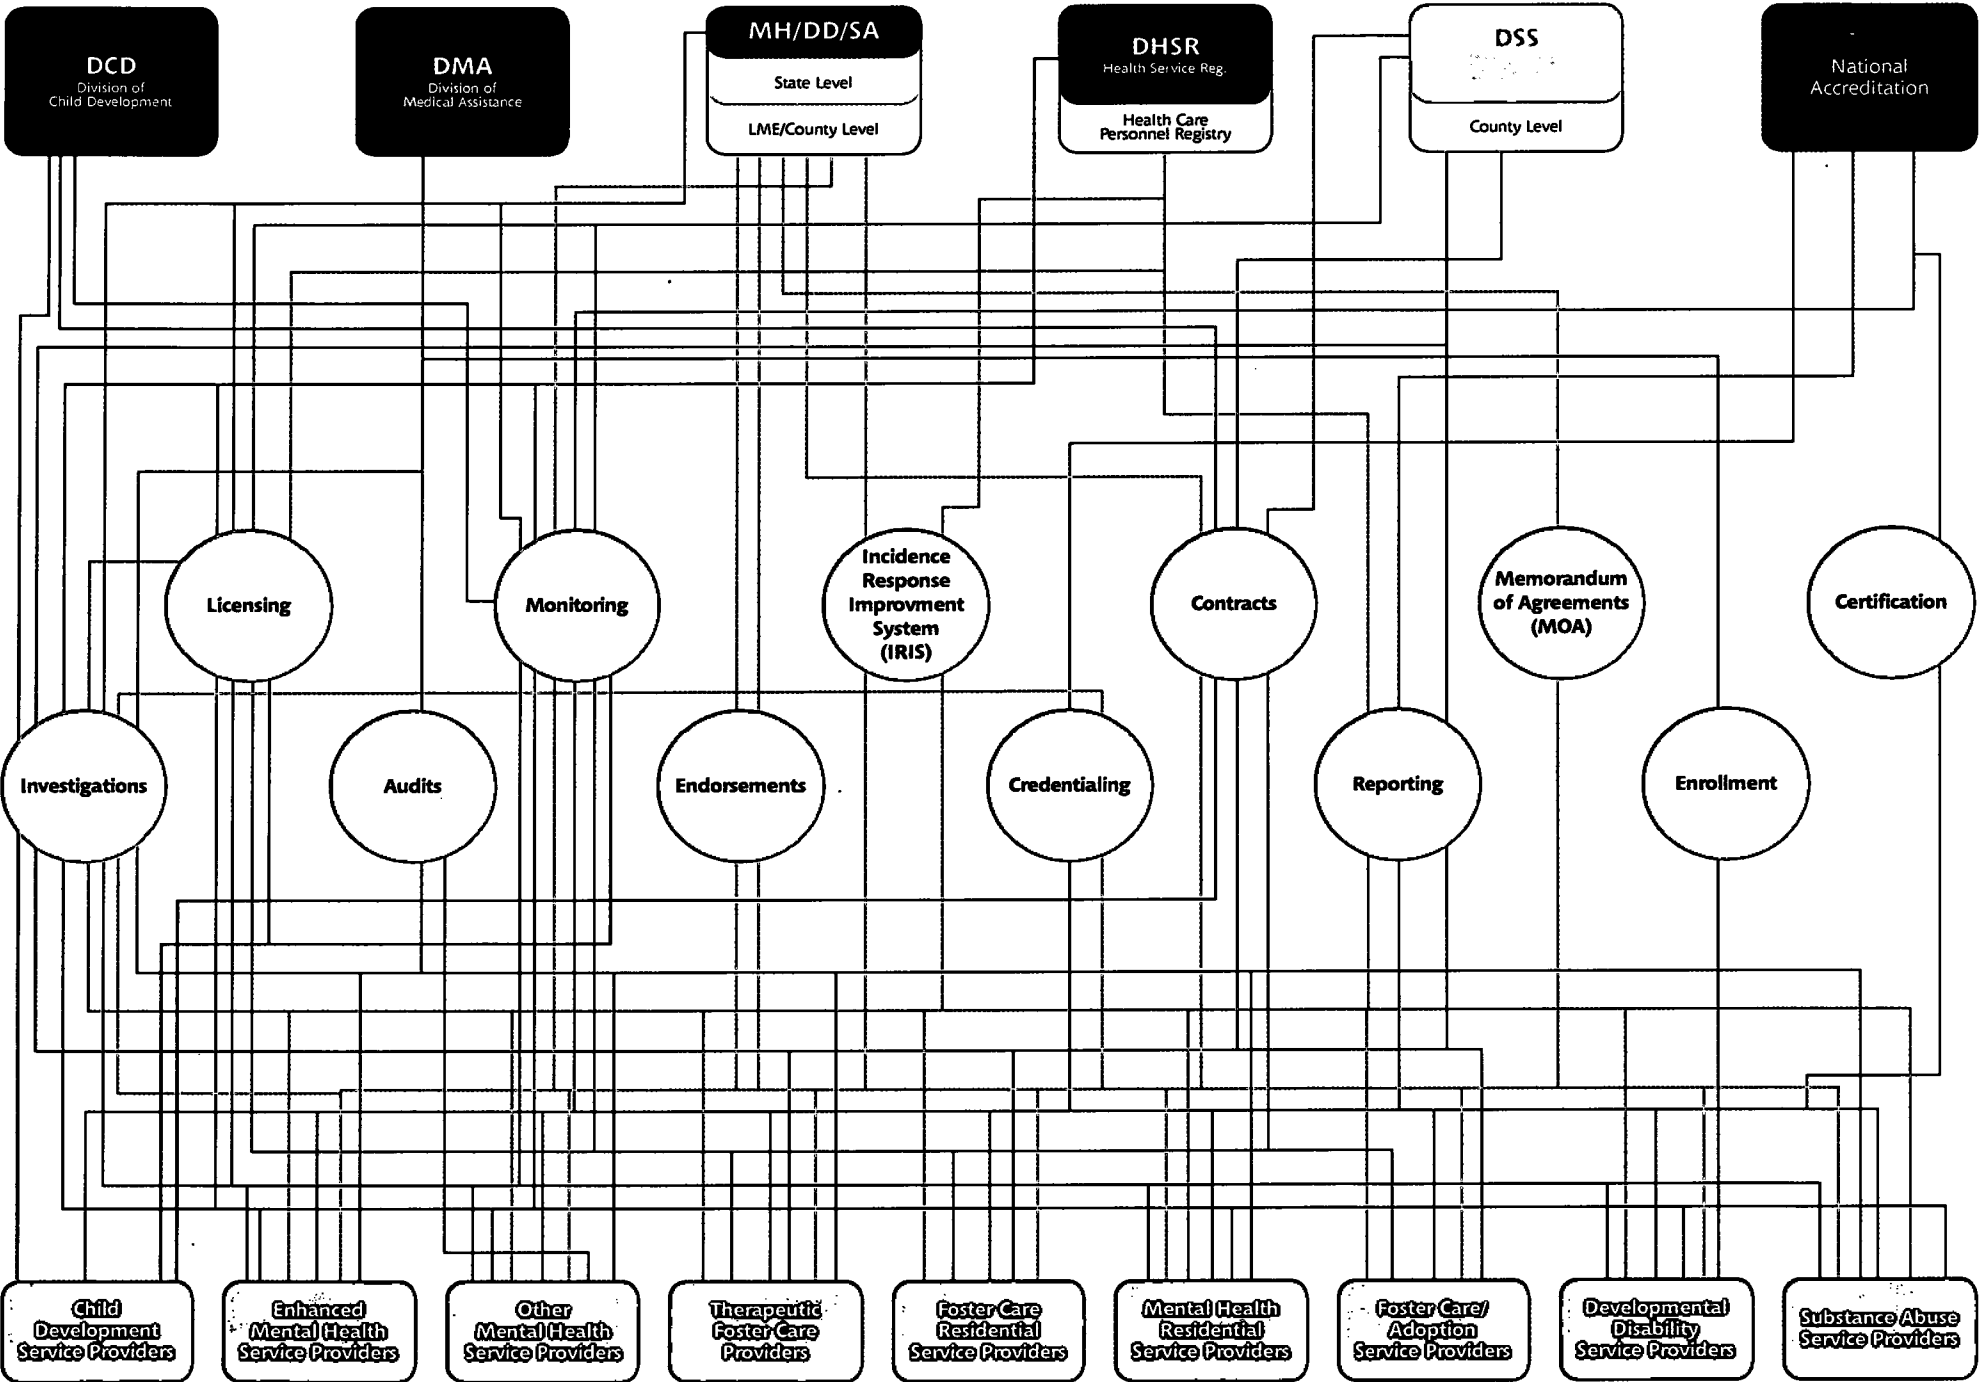 DCD
Division of
Child Development
DMA
Division of
Medical Assistance
MH/DD/SA
State Level
LME/County Level
DHSR
Health Service Reg.
Health Care
Personnel Registry
DSS
County Level
National
Accreditation
Licensing
Monitoring
Incidence
Response
Improvment
System
(IRIS)
Contracts
Memorandum
of Agreements
(MOA)
Certification
Investigations
Audits
Endorsements
Credentialing
Reporting
Enrollment
Child
Development
Service Providers
Enhanced
Mental Health
Service Providers
Other
Mental Health
Service Providers
Therapeutic
Foster Care
Providers
Foster Care
Residential
Service Providers
Mental Health
Residential
Service Providers
Foster Care/
Adoption
Service Providers
Developmental
Disability
Service Providers
Substance Abuse
Service Providers